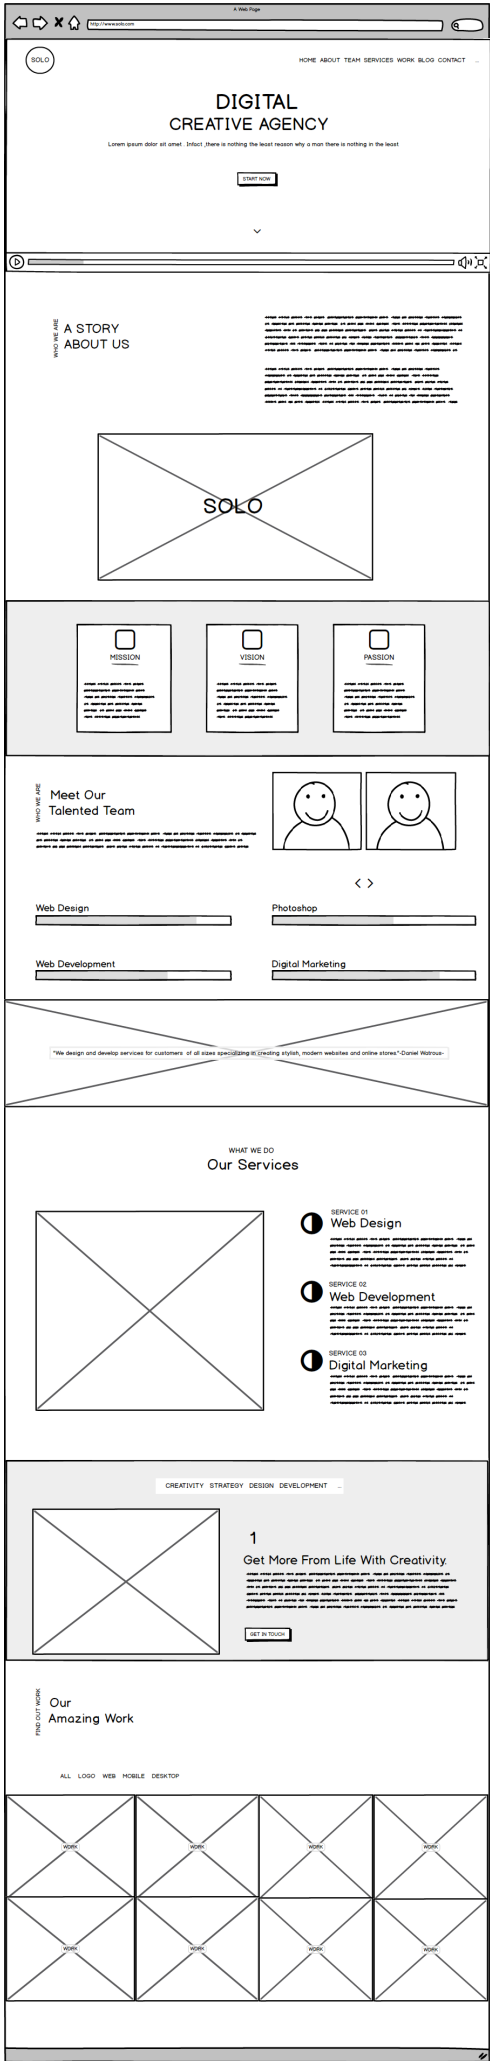 A Web Page
http://www.solo.com
SOLO
HOME ABOUT TEAM SERVICES WORK BLOG CONTACT ...
DIGITAL
CREATIVE AGENCY
Lorem ipsum dolor sit amet . Infact ,there is nothing the least reason why a man there is nothing in the least
START NOW
WHO WE ARE
A STORY
ABOUT US
SOLO
MISSION
VISION
PASSION
WHO WE ARE
Meet Our
Talented Team
Web Design
Photoshop
Web Development
Digital Marketing
"We design and develop services for customers of all sizes specializing in creating stylish, modern websites and online stores."-Daniel Watrous-
WHAT WE DO
Our Services
SERVICE 01
Web Design
SERVICE 02
Web Development
SERVICE 03
Digital Marketing
CREATIVITY STRATEGY DESIGN DEVELOPMENT ...
1
Get More From Life With Creativity.
GET IN TOUCH
FIND OUT WORK
Our
Amazing Work
ALL LOGO WEB MOBILE DESKTOP
WORK
WORK
WORK
WORK
WORK
WORK
WORK
WORK